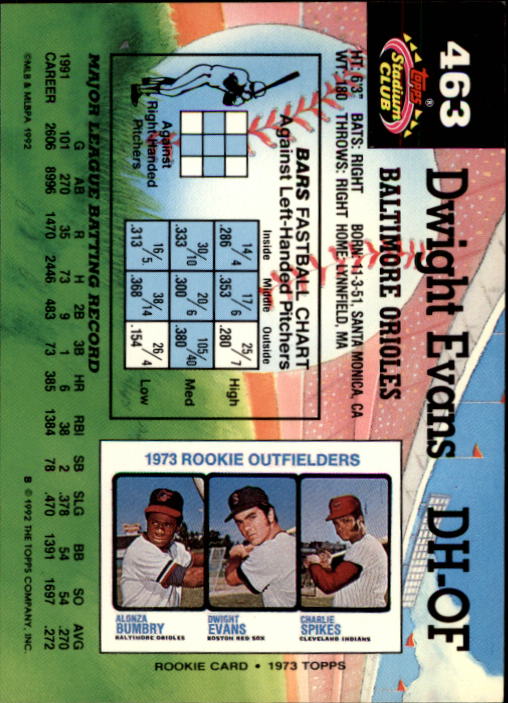 463
Topps®
Stadium
CLUB
Dwight Evans DH-OF
BALTIMORE ORIOLES
HT: 6'3" BATS: RIGHT BORN: 11-3-51, SANTA MONICA, CA
WT: 180 THROWS: RIGHT HOME: LYNNFIELD, MA
BARS FASTBALL CHART
Against Left-Handed Pitchers
Inside Middle Outside
14/4 .286 17/6 .353 25/7 .280 High
30/10 .333 20/6 .300 105/40 .380 Med
16/5 .313 38/14 .368 26/4 .154 Low
Against
Right-Handed
Pitchers
1973 ROOKIE OUTFIELDERS
ALONZA
BUMBRY
BALTIMORE ORIOLES
DWIGHT
EVANS
BOSTON RED SOX
CHARLIE
SPIKES
CLEVELAND INDIANS
ROOKIE CARD • 1973 TOPPS
MAJOR LEAGUE BATTING RECORD
G AB R H 2B 3B HR RBI SB SLG BB SO AVG
1991 101 270 35 73 9 1 6 38 2 .378 54 54 .270
CAREER 2606 8996 1470 2446 483 73 385 1384 78 .470 1391 1697 .272
©MLB & MLBPA 1992
B © 1992 THE TOPPS COMPANY, INC.